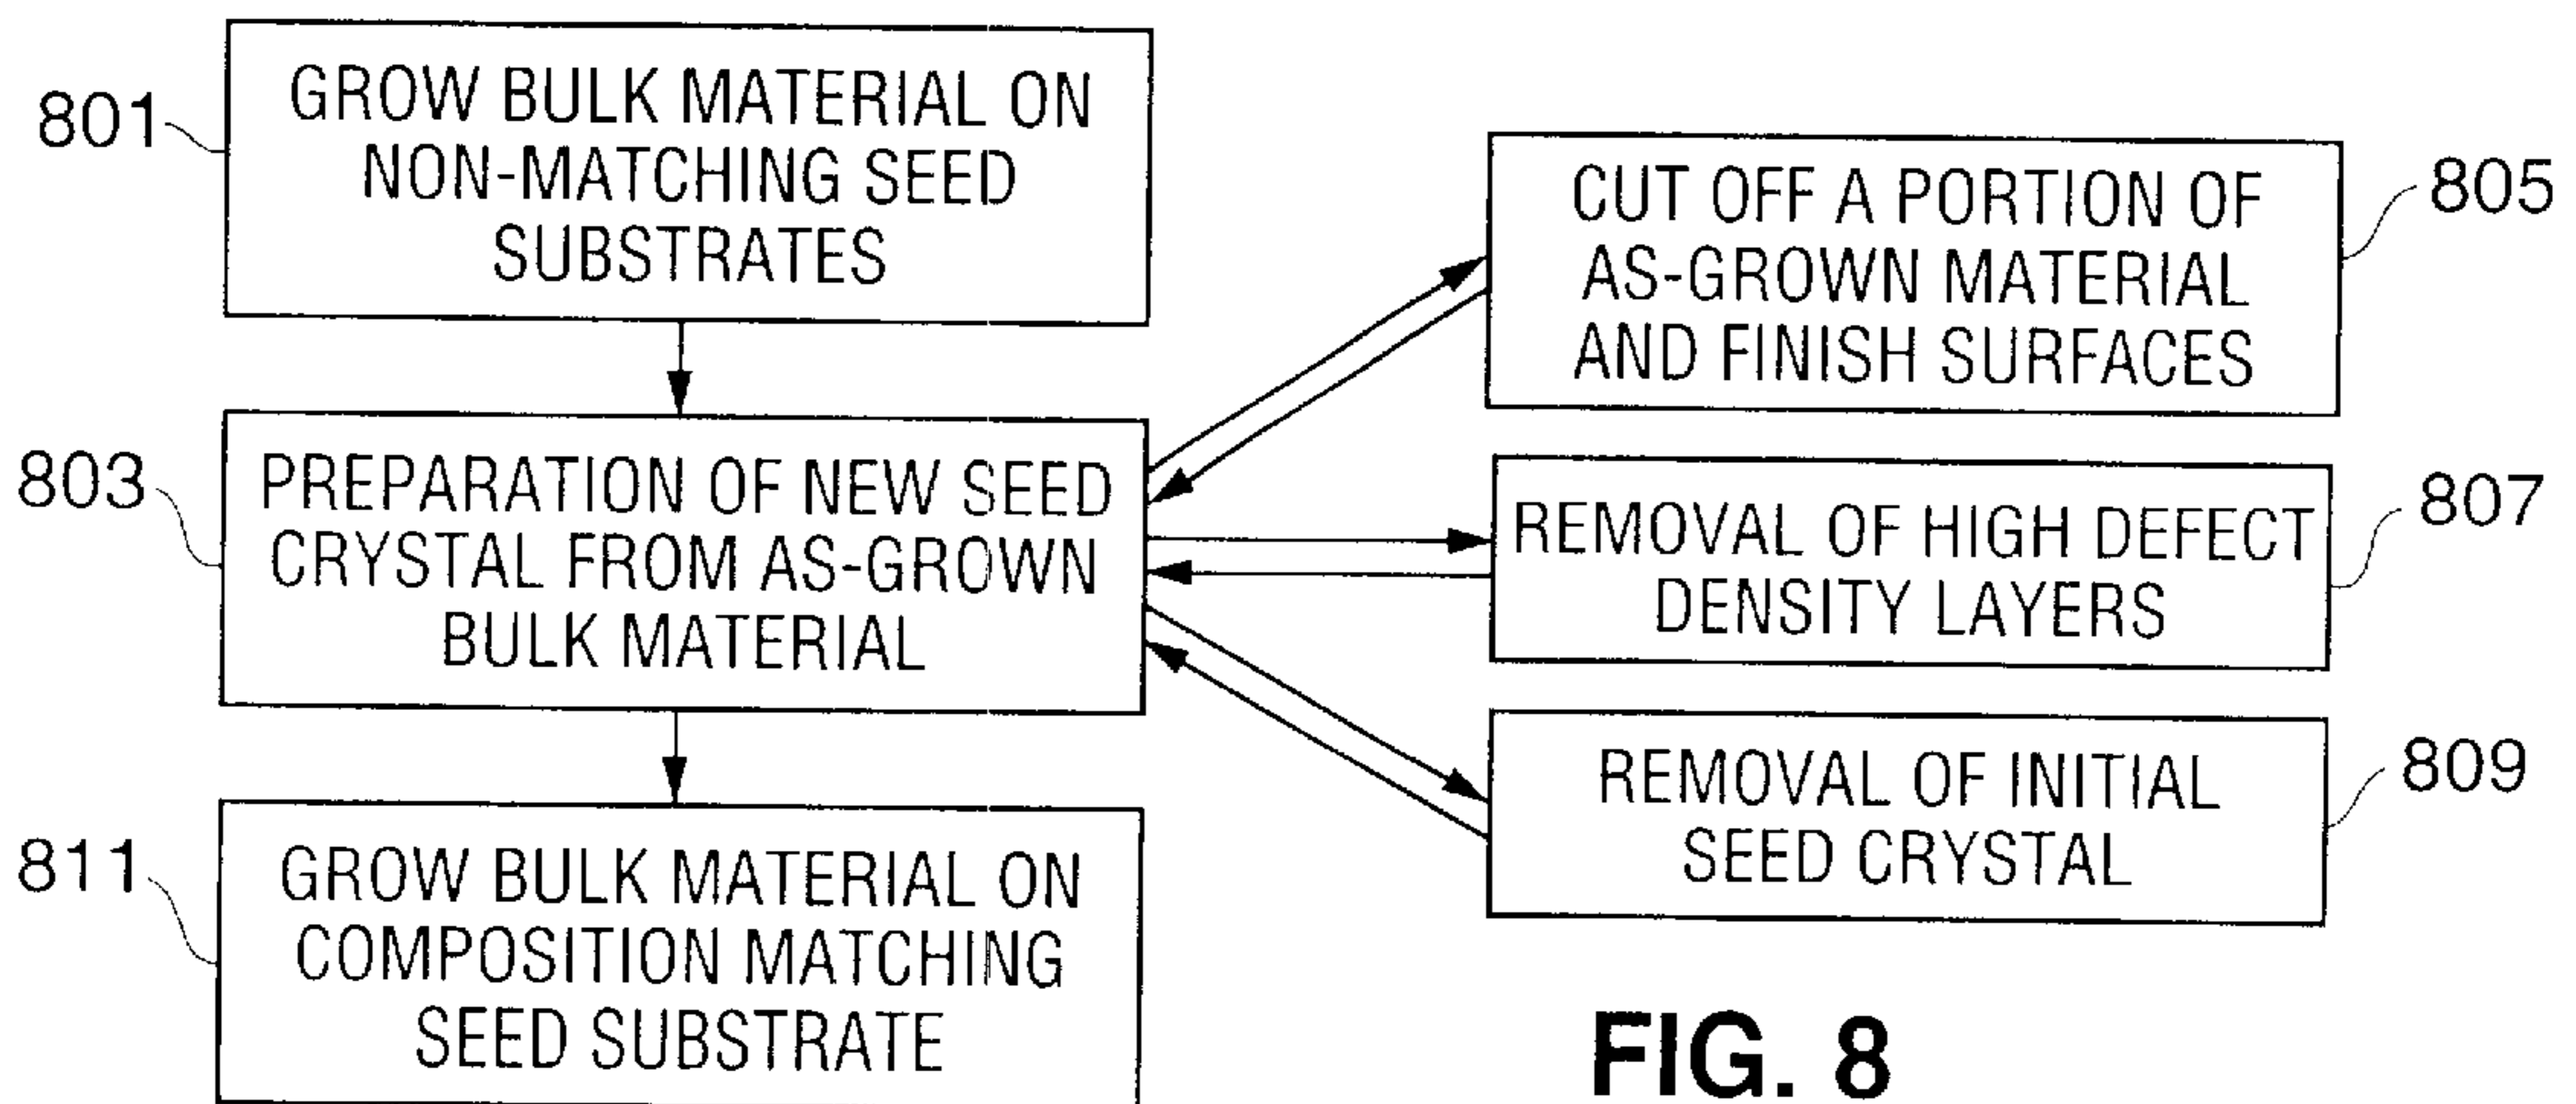 801
GROW BULK MATERIAL ON
NON-MATCHING SEED
SUBSTRATES
803
PREPARATION OF NEW SEED
CRYSTAL FROM AS-GROWN
BULK MATERIAL
811
GROW BULK MATERIAL ON
COMPOSITION MATCHING
SEED SUBSTRATE
805
CUT OFF A PORTION OF
AS-GROWN MATERIAL
AND FINISH SURFACES
807
REMOVAL OF HIGH DEFECT
DENSITY LAYERS
809
REMOVAL OF INITIAL
SEED CRYSTAL
FIG. 8